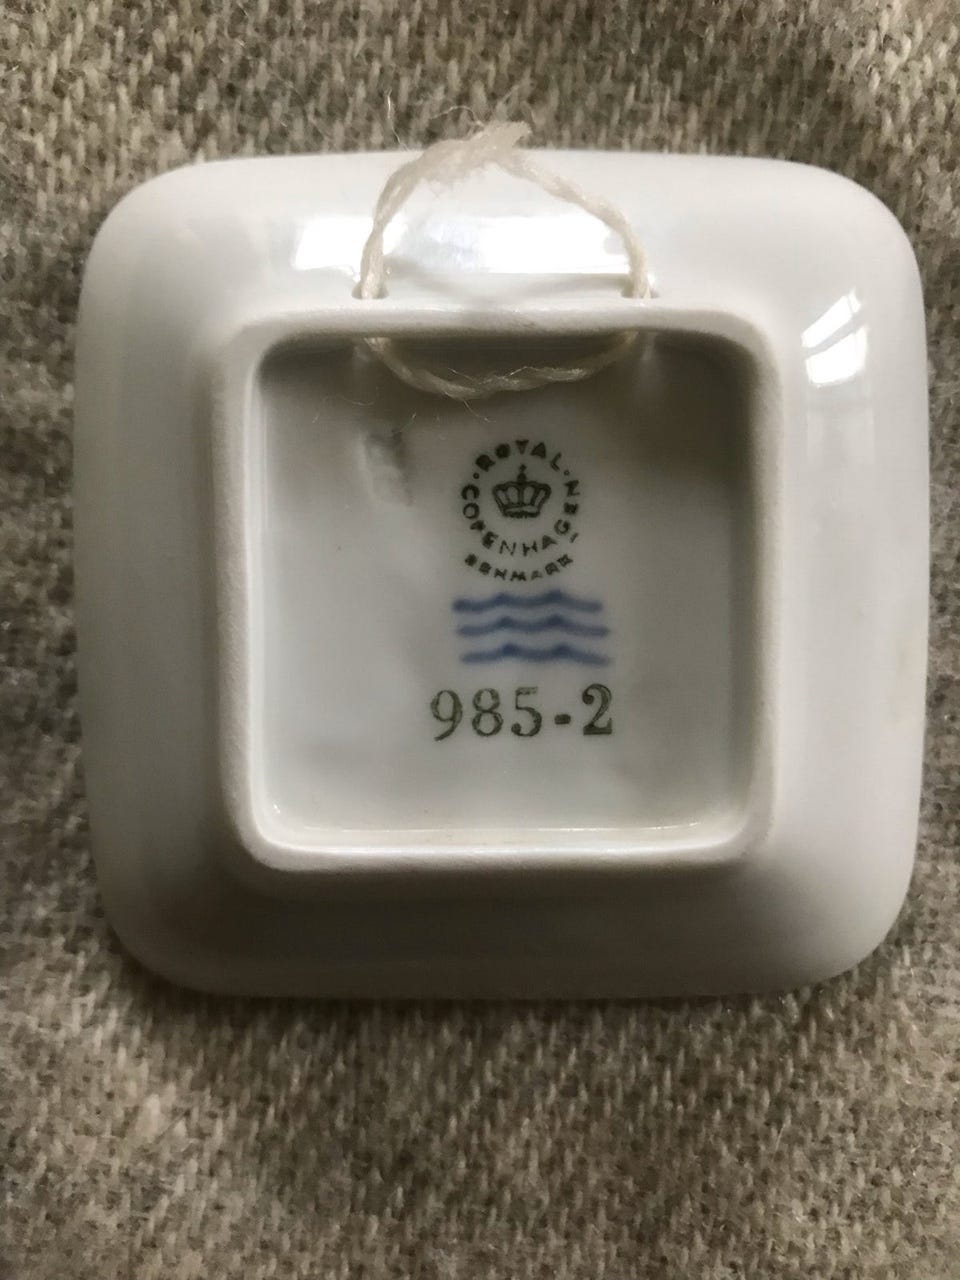 ROYAL
COPENHAGEN
DENMARK
985-2